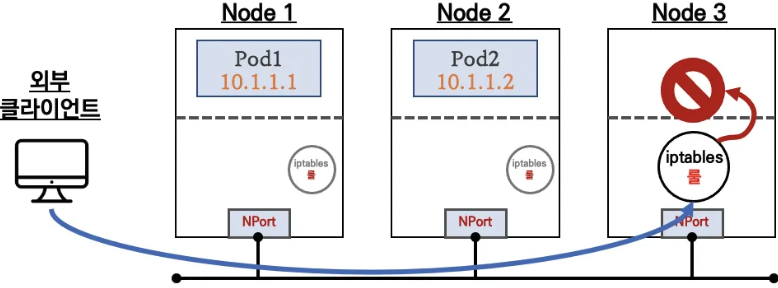 Node 1
Node 2
Node 3
외부
클라이언트
Pod1
10.1.1.1
Pod2
10.1.1.2
iptables
룰
iptables
룰
iptables
룰
NPort
NPort
NPort